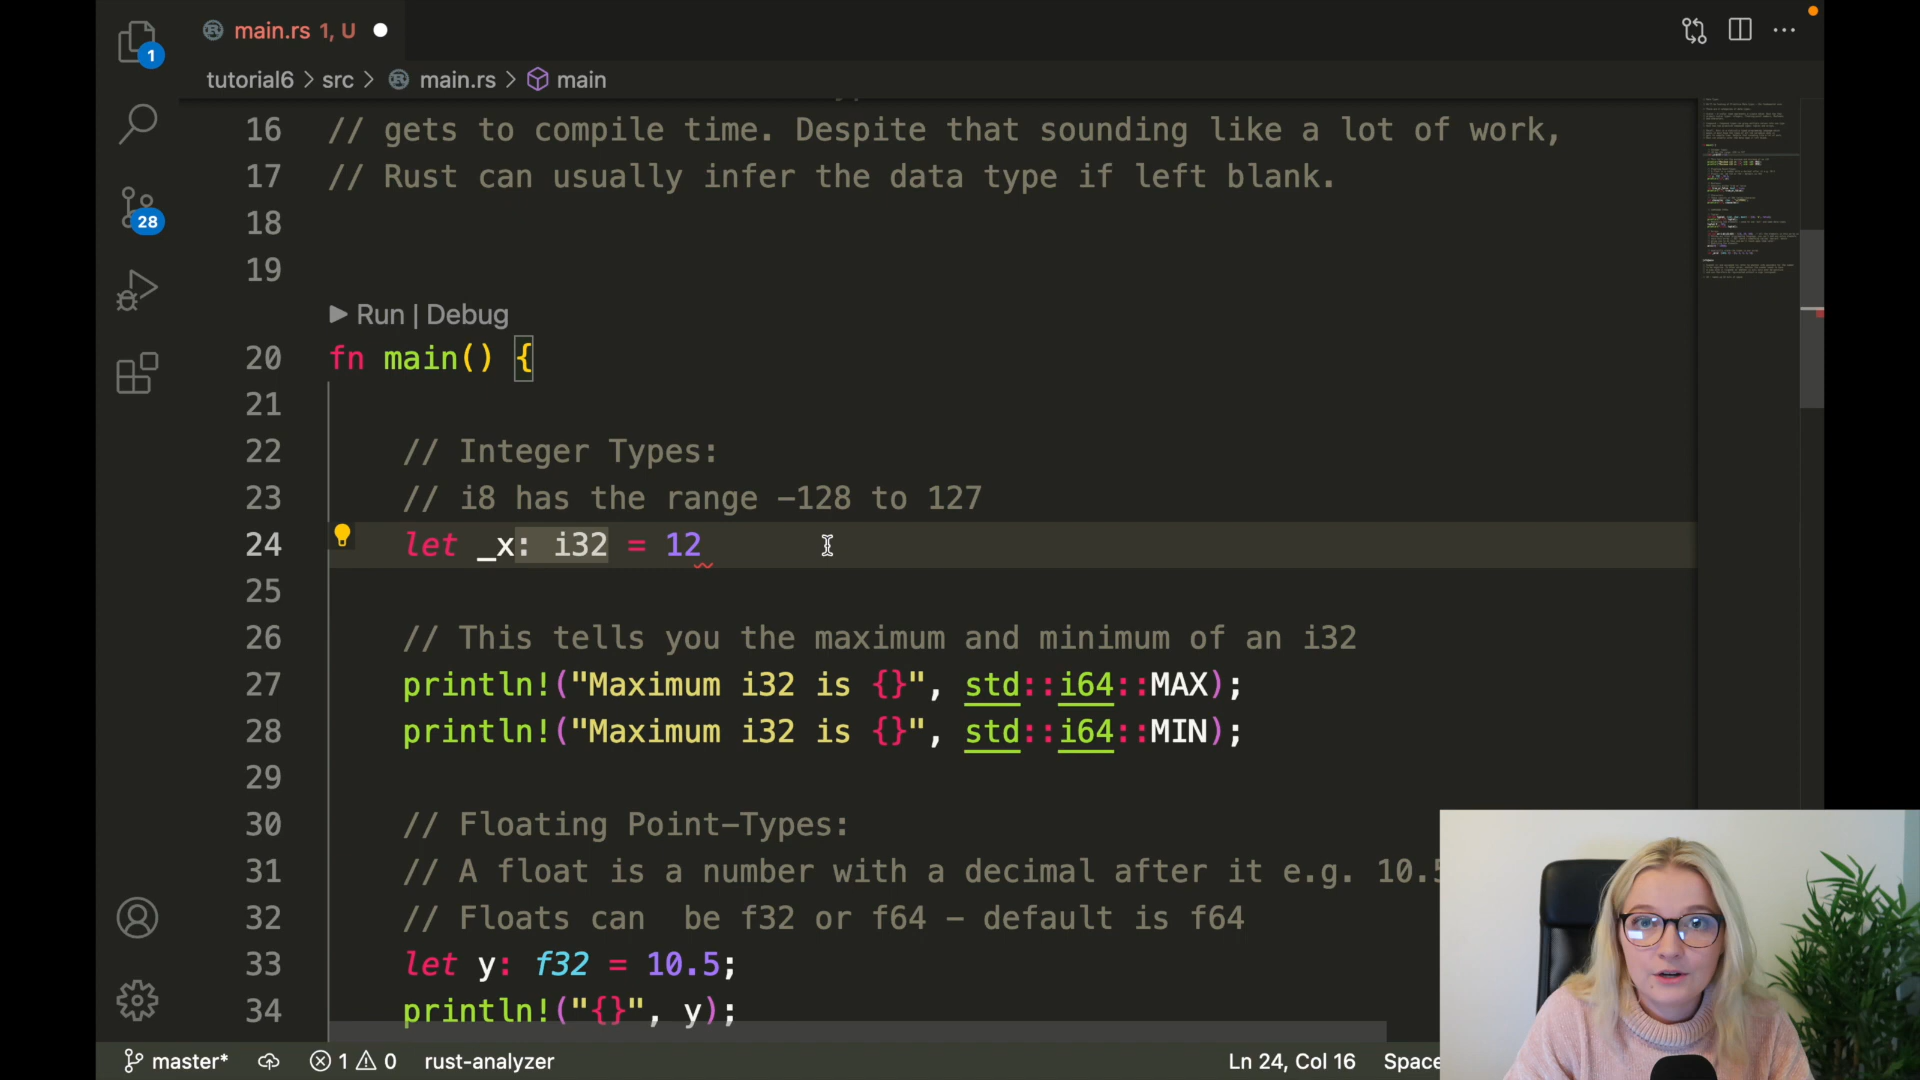 main.rs 1, U
1
tutorial6 > src > main.rs > main
16 // gets to compile time. Despite that sounding like a lot of work,
17 // Rust can usually infer the data type if left blank.
18
28
19
Run | Debug
20 fn main() {
21
22 // Integer Types:
23 // i8 has the range -128 to 127
24 let _x: i32 = 12
25
26 // This tells you the maximum and minimum of an i32
27 println!("Maximum i32 is {}", std::i64::MAX);
28 println!("Maximum i32 is {}", std::i64::MIN);
29
30 // Floating Point-Types:
31 // A float is a number with a decimal after it e.g. 10.5
32 // Floats can  be f32 or f64 - default is f64
33 let y: f32 = 10.5;
34 println!("{}", y);
master* 1 0 rust-analyzer Ln 24, Col 16 Space